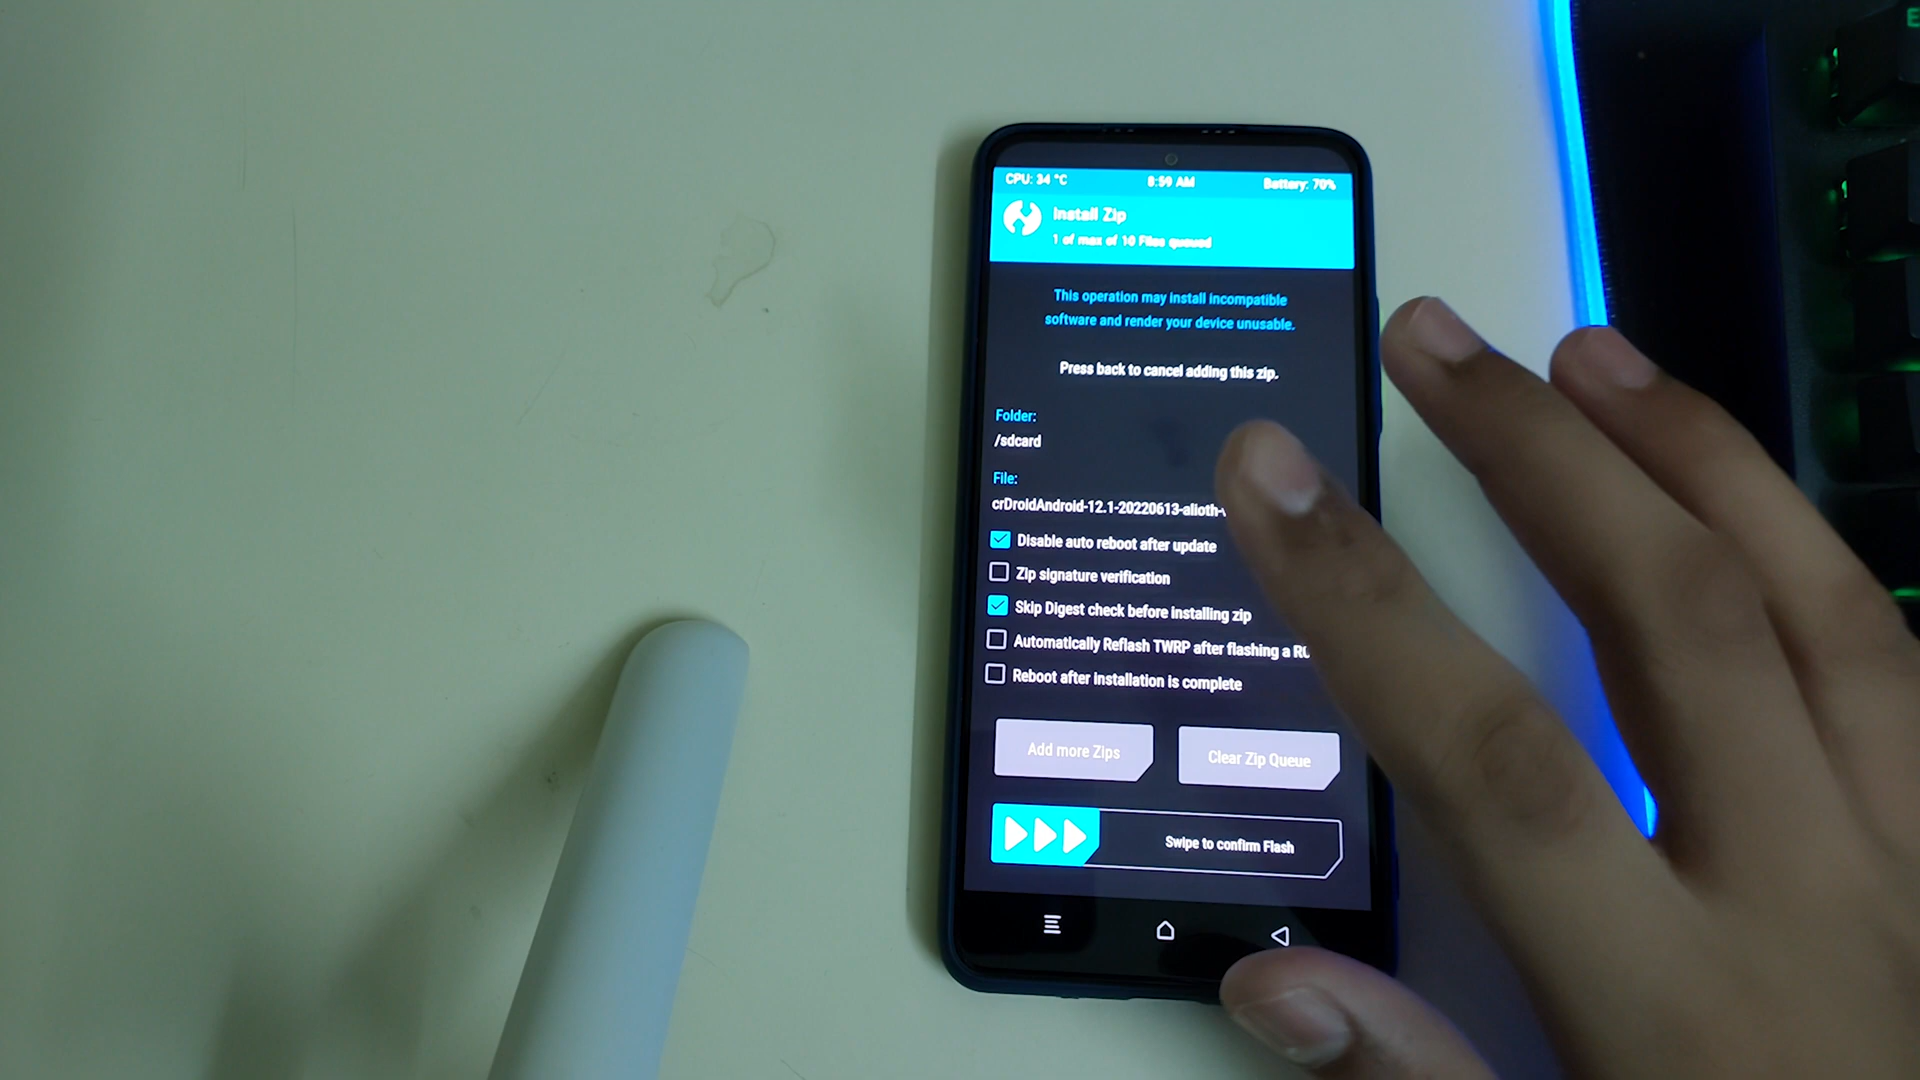 CPU: 34 °C 8:59 AM Battery: 70%
Install Zip
1 of max of 10 Files queued
This operation may install incompatible
software and render your device unusable.
Press back to cancel adding this zip.
Folder:
/sdcard
File:
crDroidAndroid-12.1-20220613-alioth-
Disable auto reboot after update
Zip signature verification
Skip Digest check before installing zip
Automatically Reflash TWRP after flashing a RO
Reboot after installation is complete
Add more Zips
Clear Zip Queue
Swipe to confirm Flash